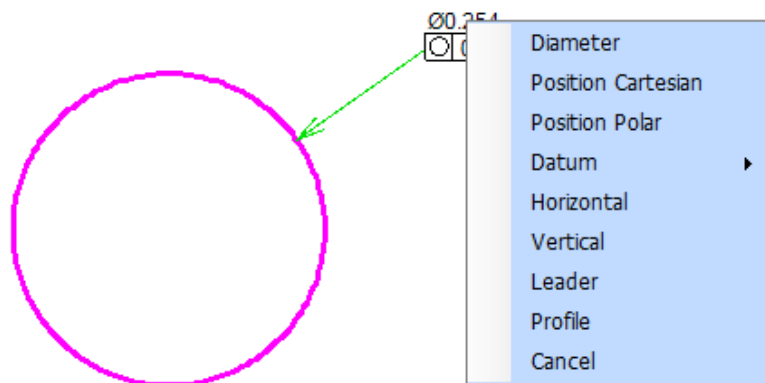 Ø0.254
Diameter
Position Cartesian
Position Polar
Datum
Horizontal
Vertical
Leader
Profile
Cancel